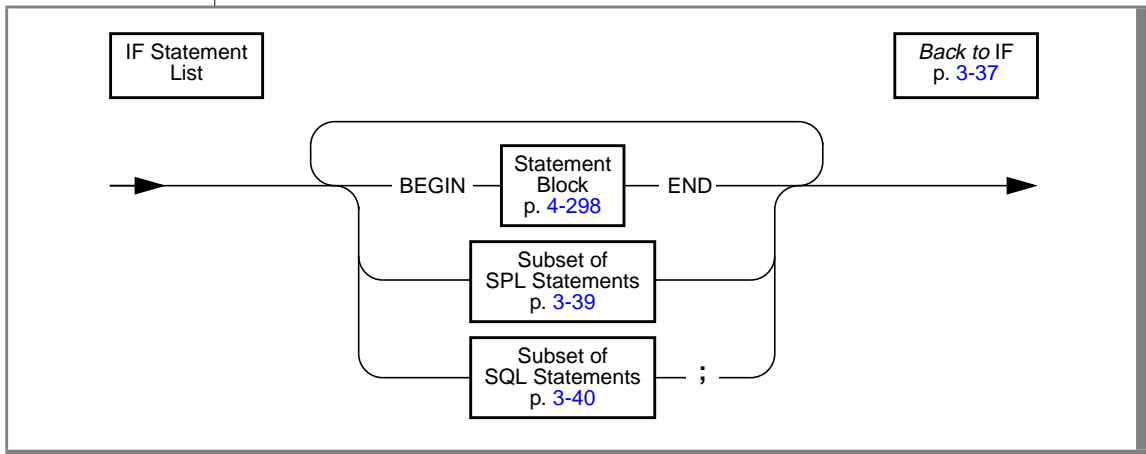 IF Statement
List
Back to IF
p. 3-37
BEGIN
Statement
Block
p. 4-298
END
Subset of
SPL Statements
p. 3-39
Subset of
SQL Statements
p. 3-40
;